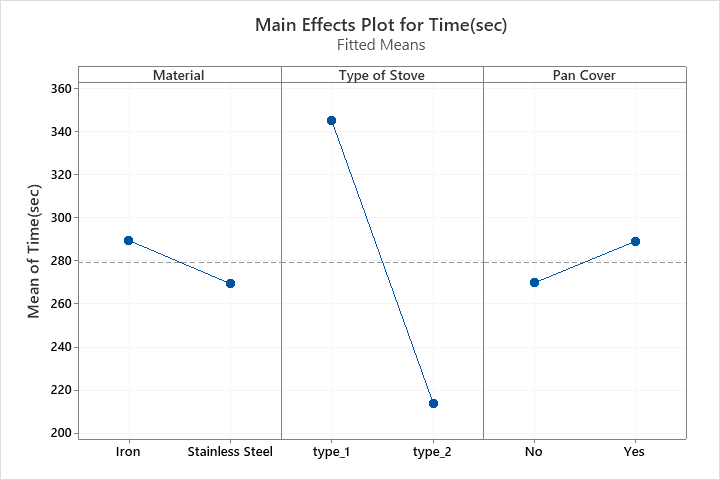 Main Effects Plot for Time(sec)
Fitted Means
Material Type of Stove Pan Cover
Mean of Time(sec)
360
340
320
300
280
260
240
220
200
Iron Stainless Steel type_1 type_2 No Yes